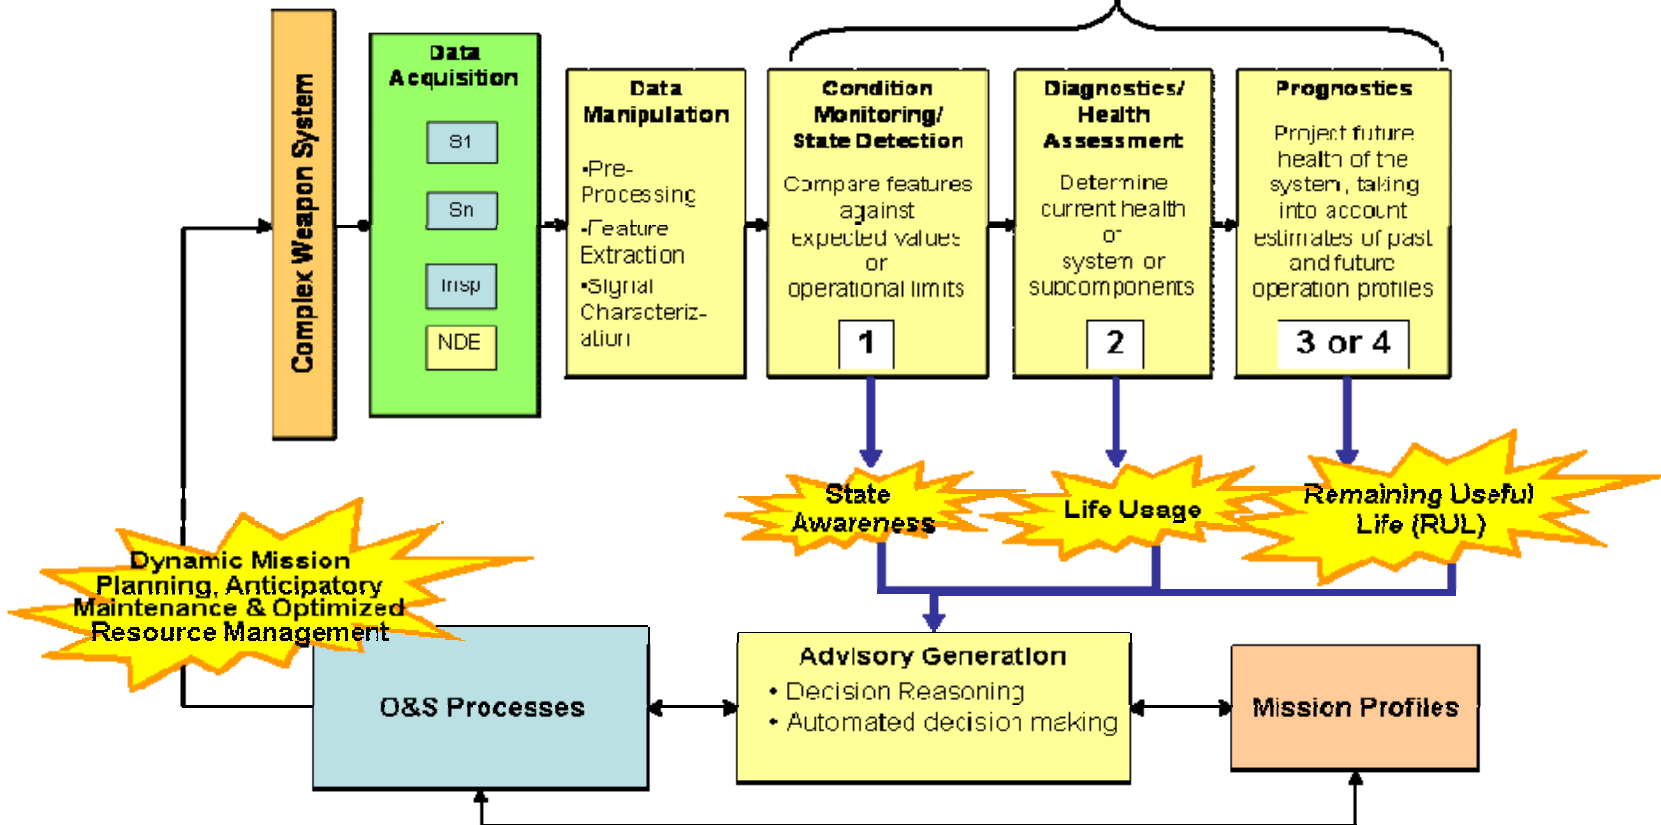 Complex Weapon System
Data
Acquisition
S1
Sn
Insp
NDE
Data
Manipulation
•Pre-
Processing
•Feature
Extraction
•Signal
Characteriz-
ation
Condition
Monitoring/
State Detection
Compare features
against
expected values
or
operational limits
1
Diagnostics/
Health
Assessment
Determine
current health
of
system or
subcomponents
2
Prognostics
Project future
health of the
system, taking
into account
estimates of past
and future
operation profiles
3 or 4
State
Awareness
Life Usage
Remaining Useful
Life (RUL)
Dynamic Mission
Planning, Anticipatory
Maintenance & Optimized
Resource Management
O&S Processes
Advisory Generation
• Decision Reasoning
• Automated decision making
Mission Profiles